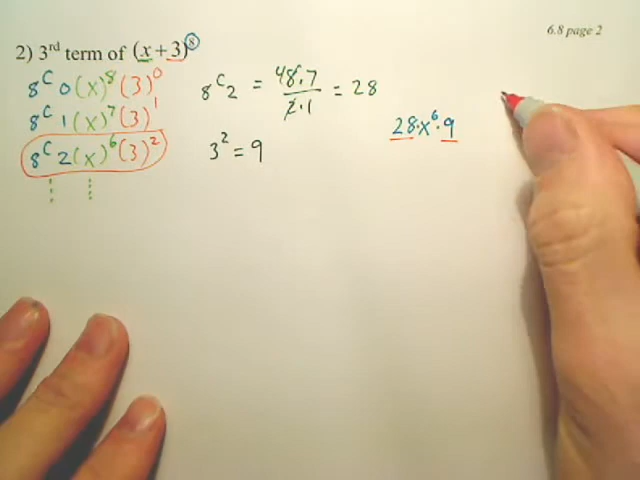 6.8 page 2
2) 3rd term of (x + 3)^8
8C0(x)^8(3)^0
8C1(x)^7(3)^1
8C2(x)^6(3)^2
8C2 = 48·7 / 2·1 = 28
3^2 = 9
28·x^6·9